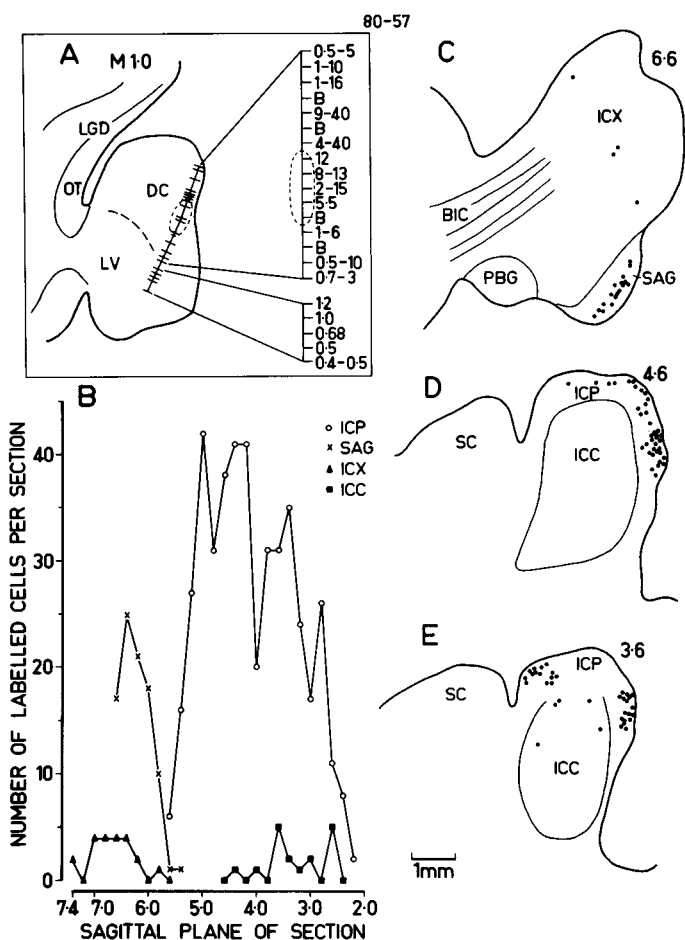 80-57
A
M 1·0
LGD
OT
DC
LV
0·5-5
1-10
1-16
B
9-40
B
4-40
12
8-13
2-15
5·5
B
1-6
B
0·5-10
0·7-3
1·2
1·0
0·68
0·5
0·4-0·5
B
ICP
SAG
ICX
ICC
NUMBER OF LABELLED CELLS PER SECTION
40
30
20
10
0
7·4 7·0 6·0 5·0 4·0 3·0 2·0
SAGITTAL PLANE OF SECTION
C
6·6
ICX
BIC
PBG
SAG
D
4·6
ICP
SC
ICC
E
3·6
ICP
SC
ICC
1mm